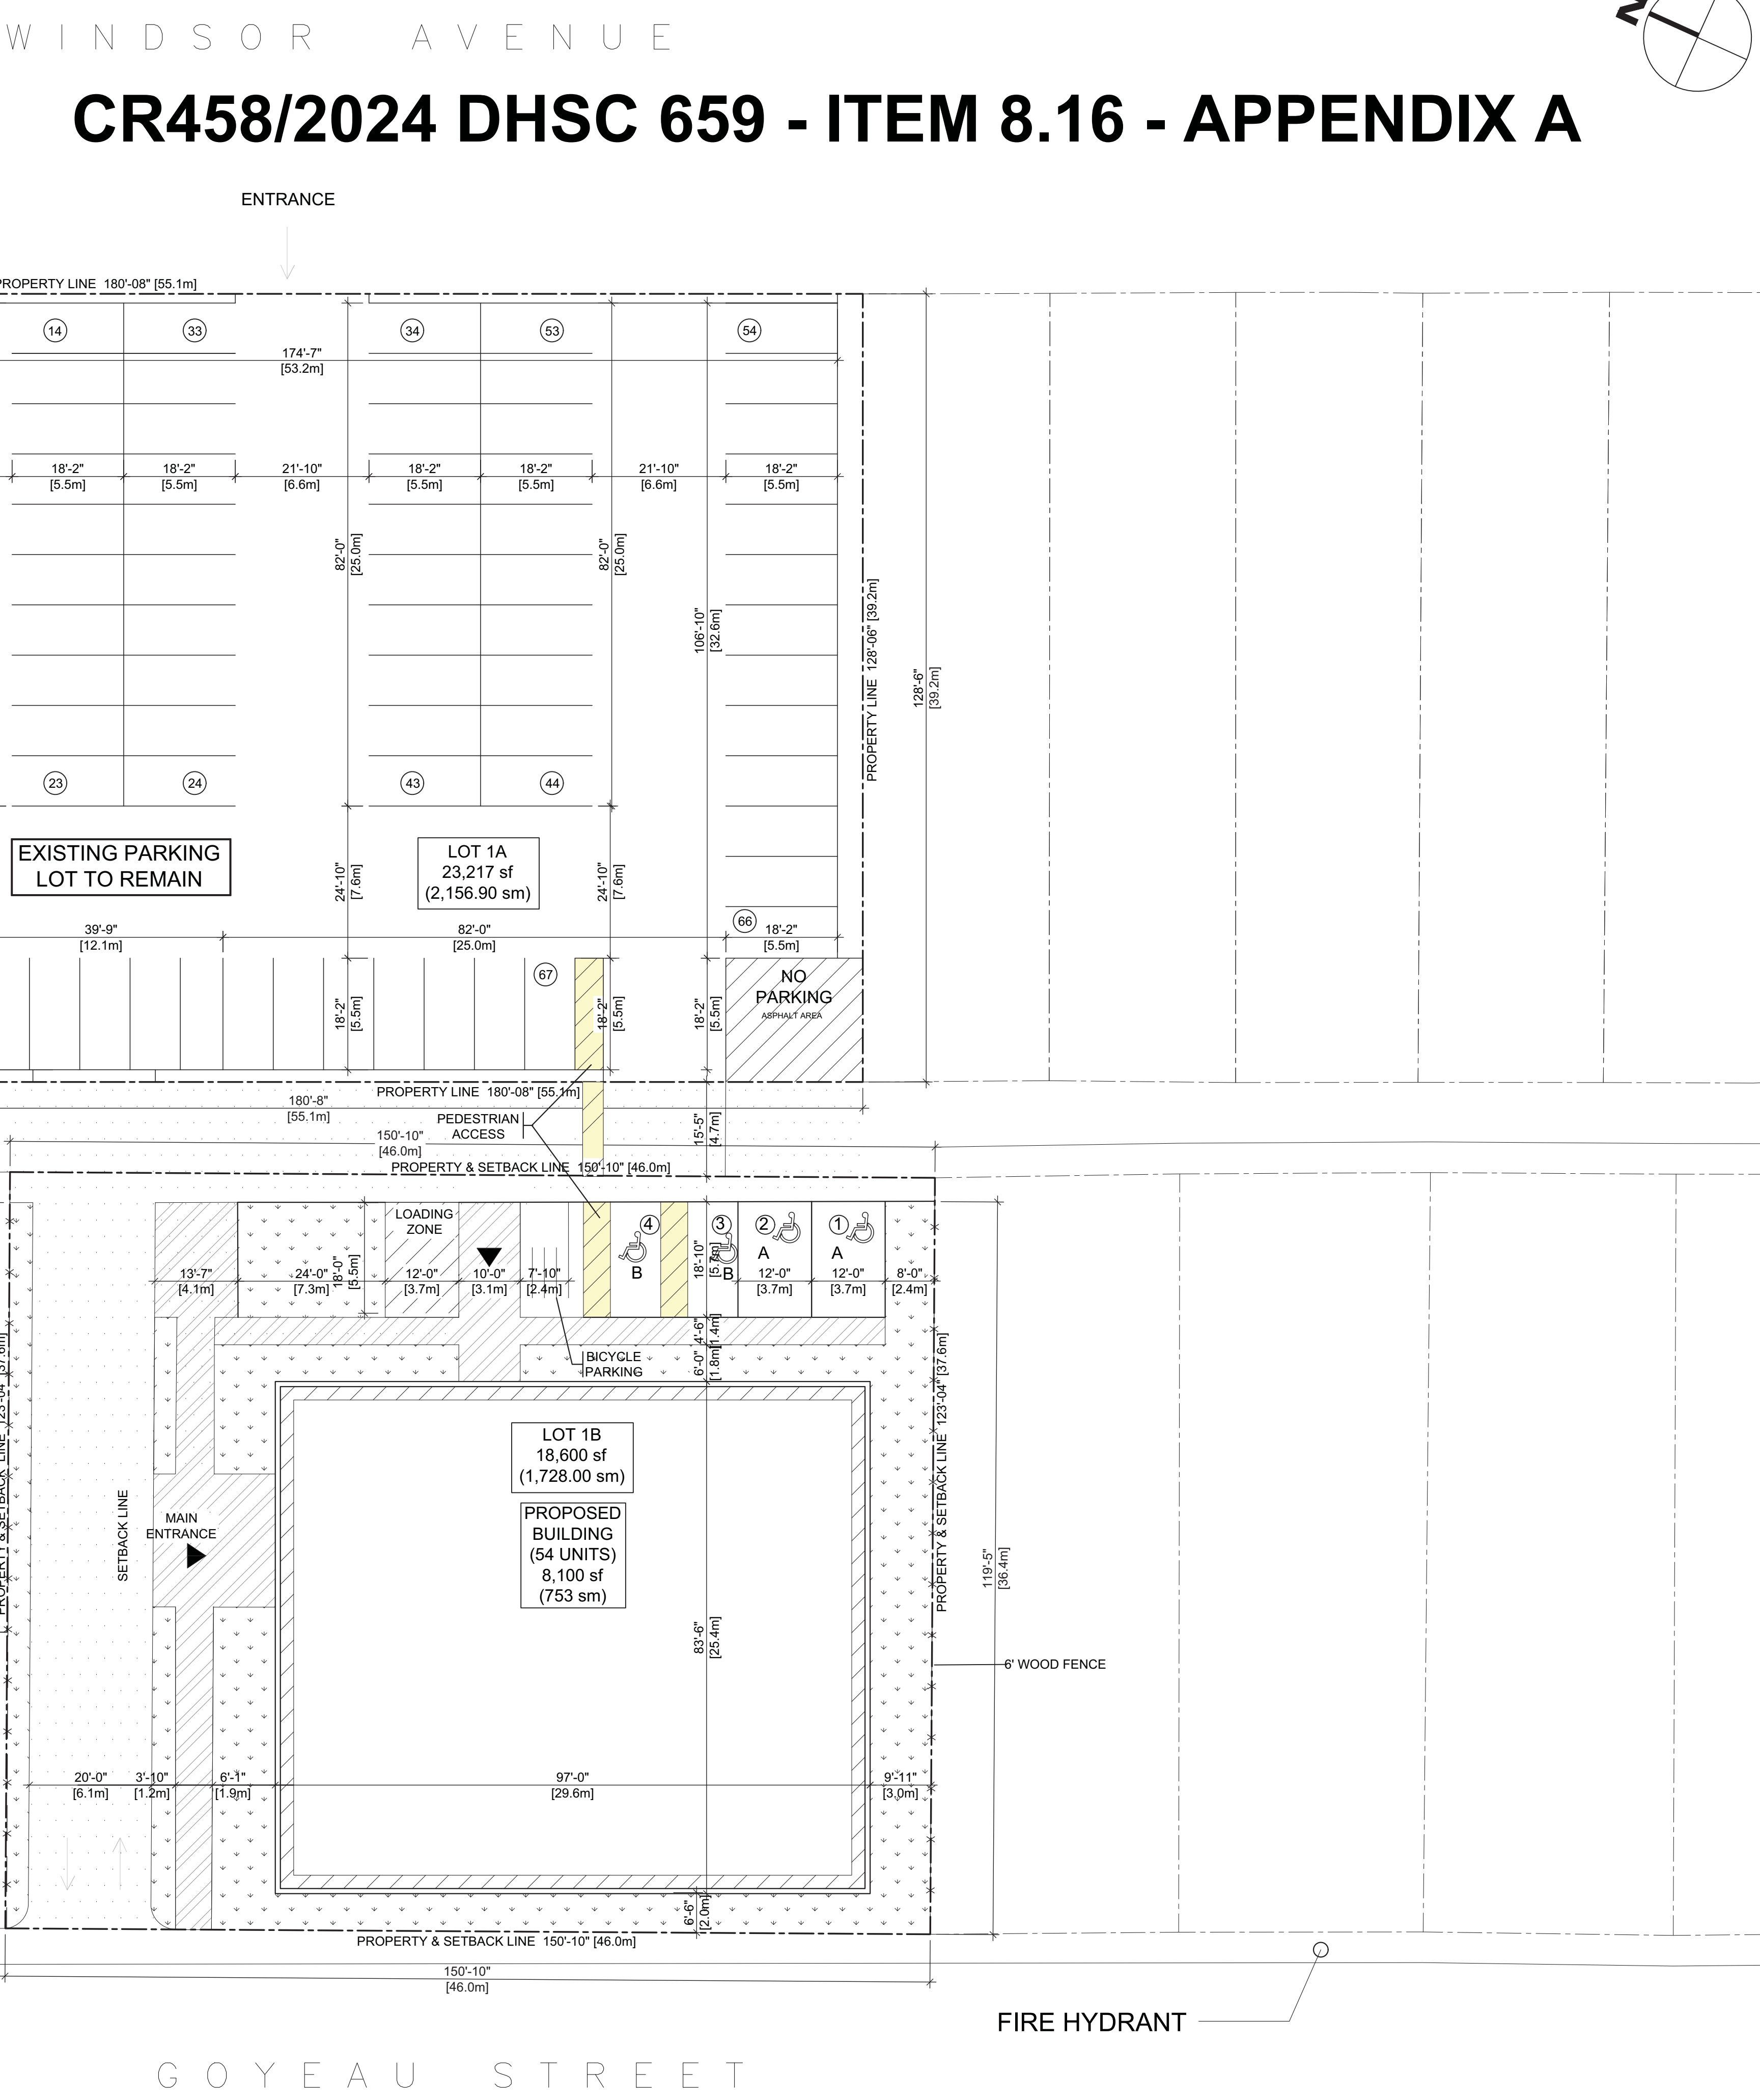 WINDSOR AVENUE
N
CR458/2024 DHSC 659 - ITEM 8.16 - APPENDIX A
ENTRANCE
PROPERTY LINE 180'-08" [55.1m]
14
33
34
53
54
174'-7"
[53.2m]
18'-2"
[5.5m]
18'-2"
[5.5m]
21'-10"
[6.6m]
18'-2"
[5.5m]
18'-2"
[5.5m]
21'-10"
[6.6m]
18'-2"
[5.5m]
82'-0"
[25.0m]
82'-0"
[25.0m]
106'-10"
[32.6m]
PROPERTY LINE 128'-06" [39.2m]
128'-6"
[39.2m]
23
24
43
44
EXISTING PARKING
LOT TO REMAIN
LOT 1A
23,217 sf
(2,156.90 sm)
24'-10"
[7.6m]
24'-10"
[7.6m]
66
39'-9"
[12.1m]
82'-0"
[25.0m]
18'-2"
[5.5m]
67
18'-2"
[5.5m]
18'-2"
[5.5m]
18'-2"
[5.5m]
NO
PARKING
ASPHALT AREA
PROPERTY LINE 180'-08" [55.1m]
180'-8"
[55.1m]
PEDESTRIAN
ACCESS
15'-5"
[4.7m]
150'-10"
[46.0m]
PROPERTY & SETBACK LINE 150'-10" [46.0m]
LOADING
ZONE
4
3
2
1
B
B
A
A
18'-0"
[5.5m]
18'-10"
[5.7m]
13'-7"
[4.1m]
24'-0"
[7.3m]
12'-0"
[3.7m]
10'-0"
[3.1m]
7'-10"
[2.4m]
12'-0"
[3.7m]
12'-0"
[3.7m]
8'-0"
[2.4m]
4'-6"
[1.4m]
6'-0"
[1.8m]
BICYCLE
PARKING
PROPERTY & SETBACK LINE 123'-04" [37.6m]
PROPERTY & SETBACK LINE 123'-04" [37.6m]
LOT 1B
18,600 sf
(1,728.00 sm)
PROPOSED
BUILDING
(54 UNITS)
8,100 sf
(753 sm)
SETBACK LINE
MAIN
ENTRANCE
119'-5"
[36.4m]
83'-6"
[25.4m]
6' WOOD FENCE
20'-0"
[6.1m]
3'-10"
[1.2m]
6'-1"
[1.9m]
97'-0"
[29.6m]
9'-11"
[3.0m]
6'-6"
[2.0m]
PROPERTY & SETBACK LINE 150'-10" [46.0m]
150'-10"
[46.0m]
FIRE HYDRANT
GOYEAU STREET